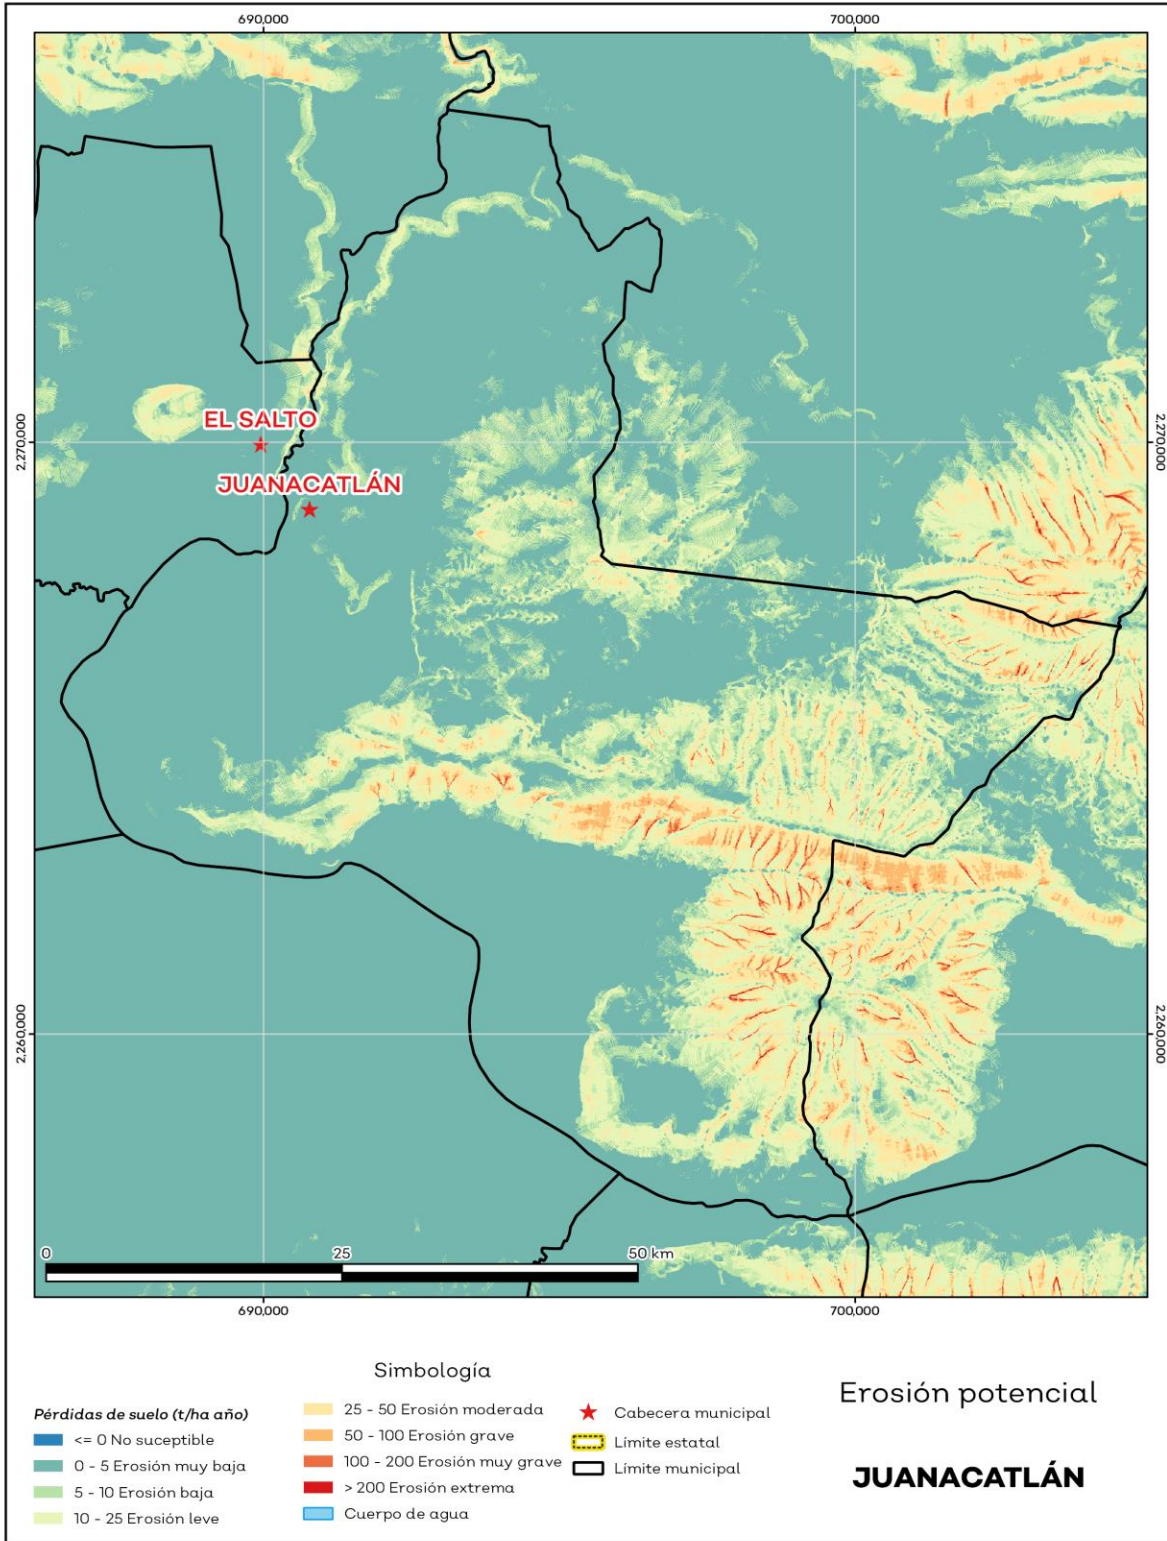 690,000
700,000
2,270,000
2,270,000
EL SALTO
JUANACATLÁN
2,260,000
2,260,000
0
25
50 km
690,000
700,000
Simbología
Pérdidas de suelo (t/ha año)
<= 0 No suceptible
0 - 5 Erosión muy baja
5 - 10 Erosión baja
10 - 25 Erosión leve
25 - 50 Erosión moderada
50 - 100 Erosión grave
100 - 200 Erosión muy grave
> 200 Erosión extrema
Cuerpo de agua
Cabecera municipal
Límite estatal
Límite municipal
Erosión potencial
JUANACATLÁN